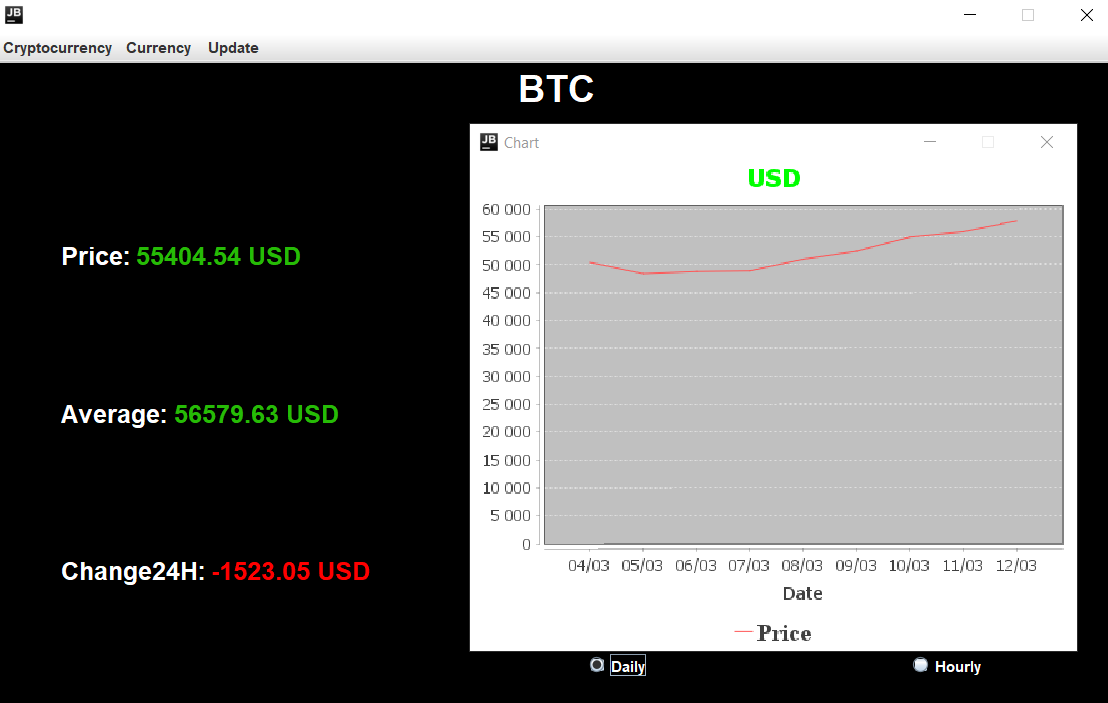 JB
Cryptocurrency Currency Update
BTC
JB Chart
USD
60 000
55 000
50 000
45 000
40 000
35 000
30 000
25 000
20 000
15 000
10 000
5 000
0
04/03 05/03 06/03 07/03 08/03 09/03 10/03 11/03 12/03
Date
Price
Price: 55404.54 USD
Average: 56579.63 USD
Change24H: -1523.05 USD
Daily Hourly